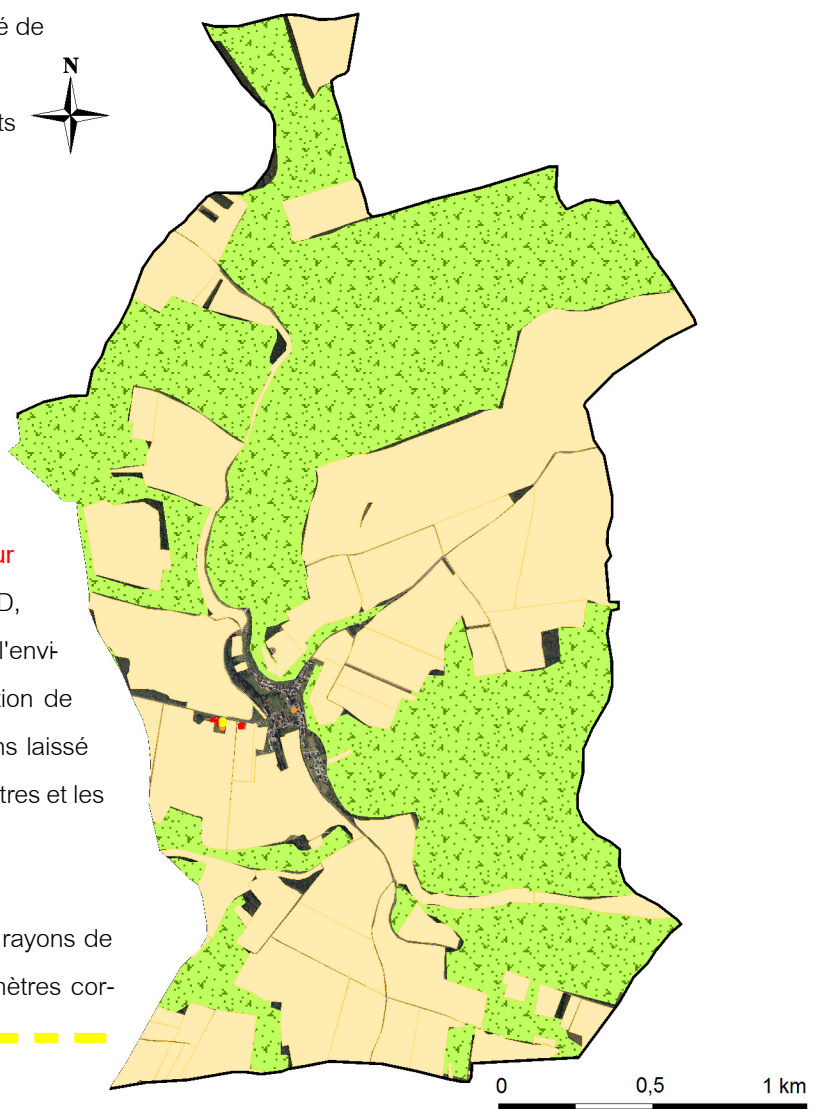 é de
N
ts
ur
D,
l'envi-
tion de
ns laissé
tres et les
rayons de
mètres cor-
0 0,5 1 km